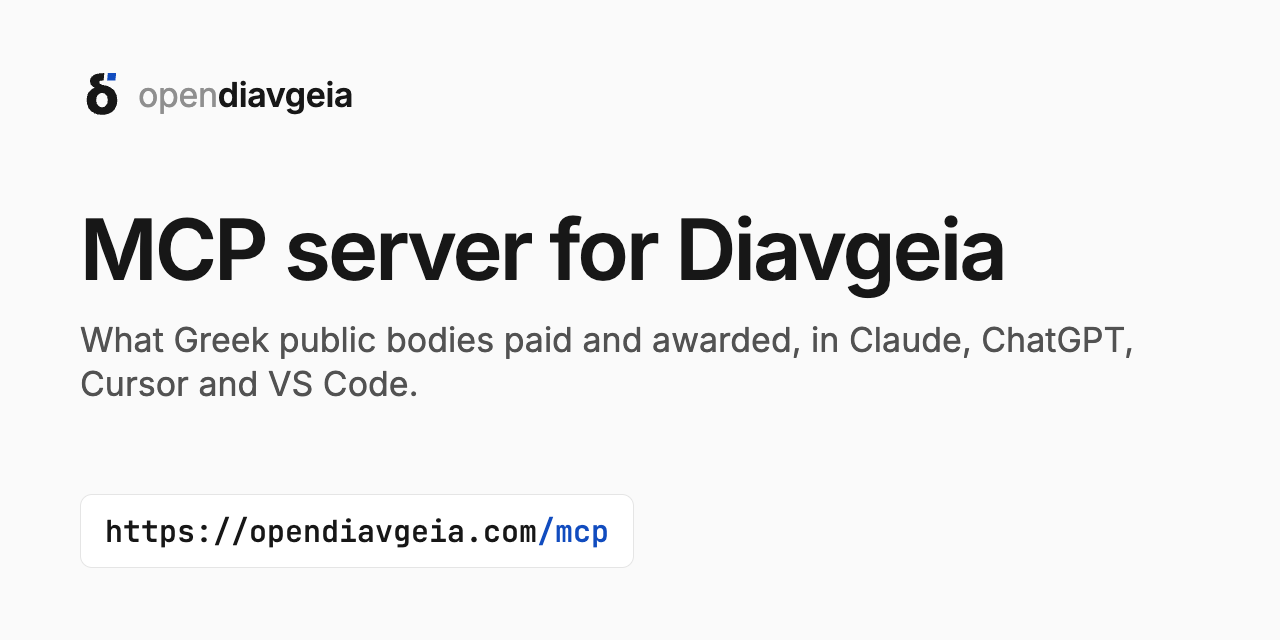 opendiavgeia
MCP server for Diavgeia
What Greek public bodies paid and awarded, in Claude, ChatGPT,
Cursor and VS Code.
https://opendiavgeia.com/mcp